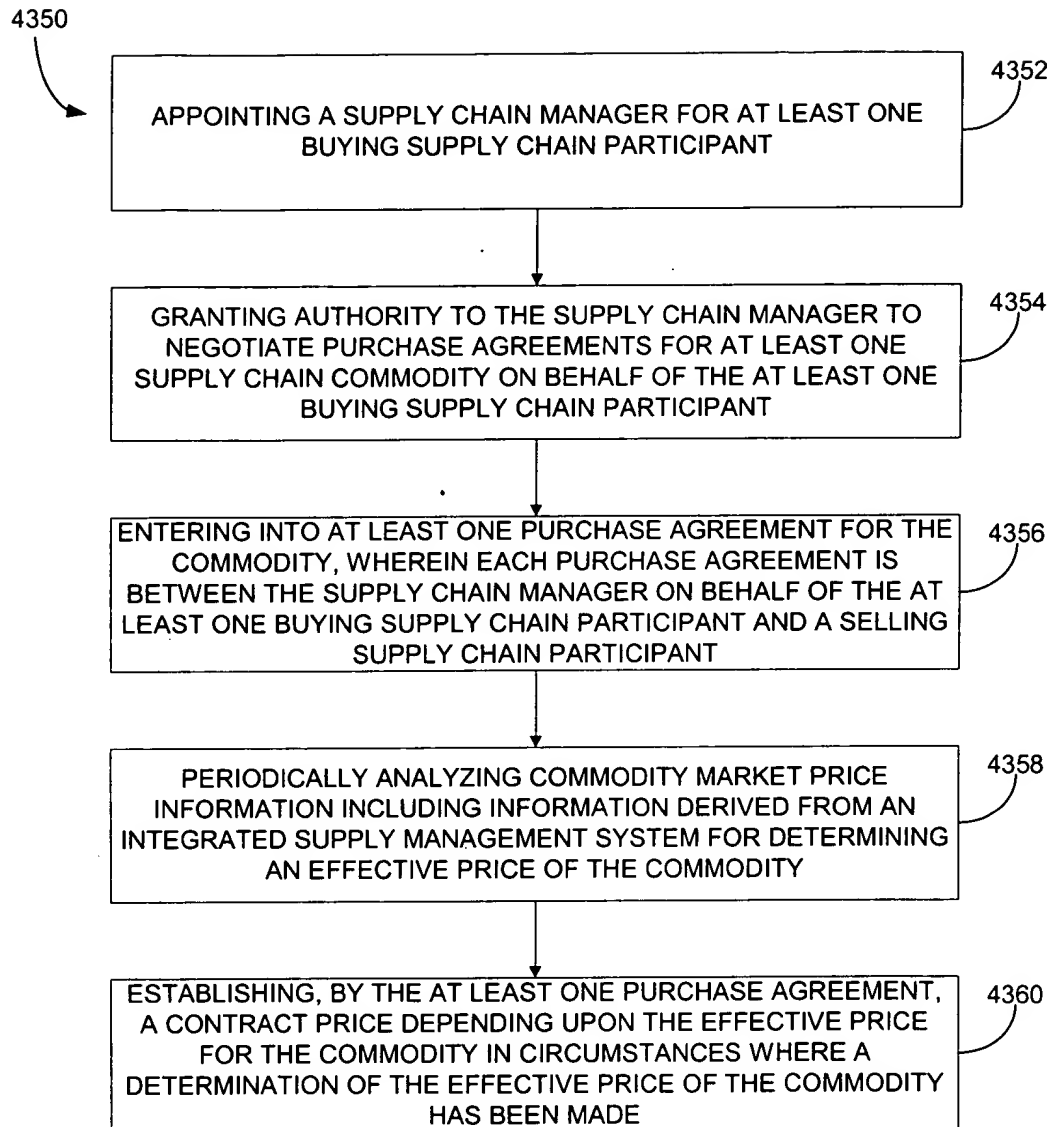 4350
4352
APPOINTING A SUPPLY CHAIN MANAGER FOR AT LEAST ONE
BUYING SUPPLY CHAIN PARTICIPANT
4354
GRANTING AUTHORITY TO THE SUPPLY CHAIN MANAGER TO
NEGOTIATE PURCHASE AGREEMENTS FOR AT LEAST ONE
SUPPLY CHAIN COMMODITY ON BEHALF OF THE AT LEAST ONE
BUYING SUPPLY CHAIN PARTICIPANT
4356
ENTERING INTO AT LEAST ONE PURCHASE AGREEMENT FOR THE
COMMODITY, WHEREIN EACH PURCHASE AGREEMENT IS
BETWEEN THE SUPPLY CHAIN MANAGER ON BEHALF OF THE AT
LEAST ONE BUYING SUPPLY CHAIN PARTICIPANT AND A SELLING
SUPPLY CHAIN PARTICIPANT
4358
PERIODICALLY ANALYZING COMMODITY MARKET PRICE
INFORMATION INCLUDING INFORMATION DERIVED FROM AN
INTEGRATED SUPPLY MANAGEMENT SYSTEM FOR DETERMINING
AN EFFECTIVE PRICE OF THE COMMODITY
4360
ESTABLISHING, BY THE AT LEAST ONE PURCHASE AGREEMENT,
A CONTRACT PRICE DEPENDING UPON THE EFFECTIVE PRICE
FOR THE COMMODITY IN CIRCUMSTANCES WHERE A
DETERMINATION OF THE EFFECTIVE PRICE OF THE COMMODITY
HAS BEEN MADE